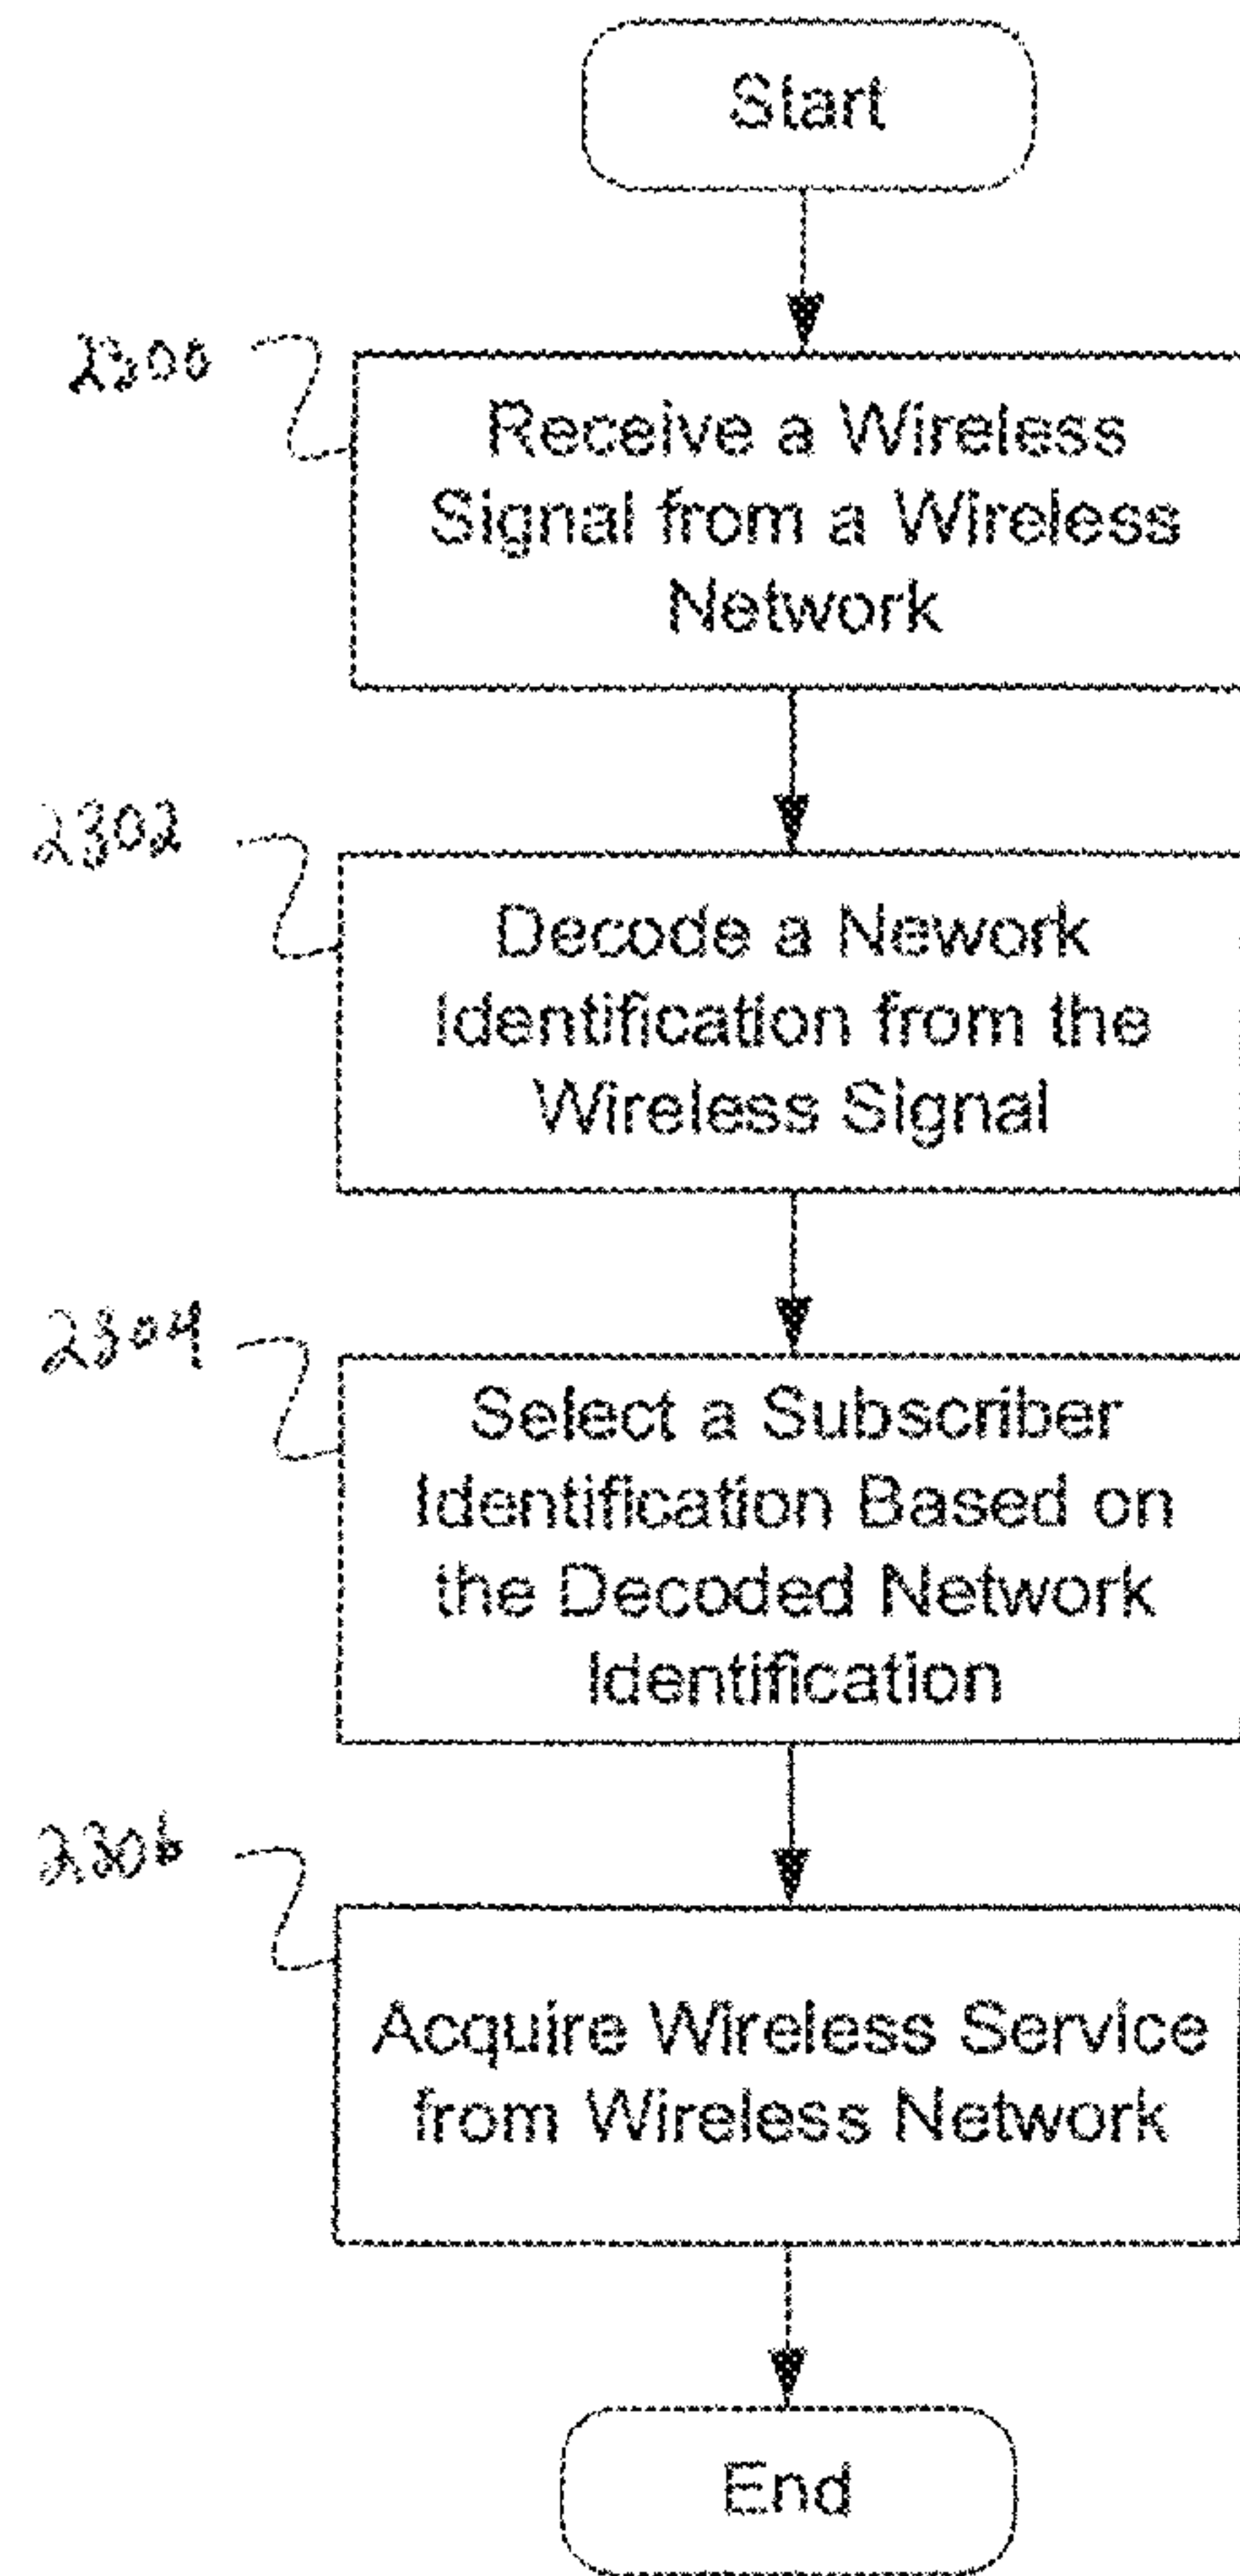 Start
2300
Receive a Wireless
Signal from a Wireless
Network
2302
Decode a Nework
Identification from the
Wireless Signal
2304
Select a Subscriber
Identification Based on
the Decoded Network
Identification
2306
Acquire Wireless Service
from Wireless Network
End